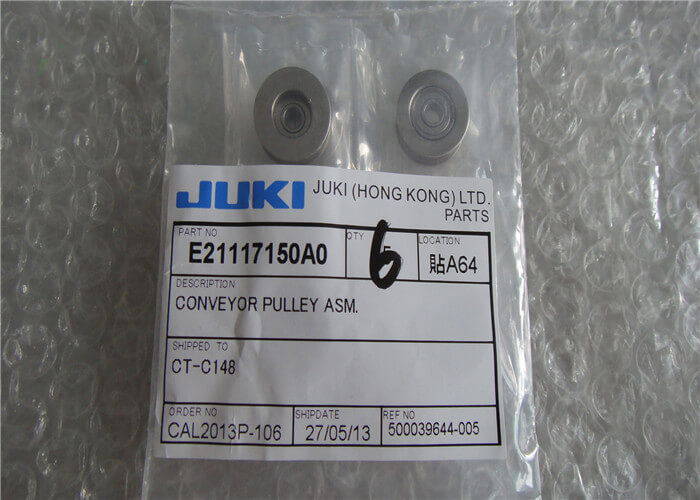 JUKI JUKI (HONG KONG) LTD.
PARTS
PART NO QTY LOCATION
E21117150A0 6 貼A64
DESCRIPTION
CONVEYOR PULLEY ASM.
SHIPPED TO
CT-C148
ORDER NO SHIPDATE REF NO
CAL2013P-106 27/05/13 500039644-005